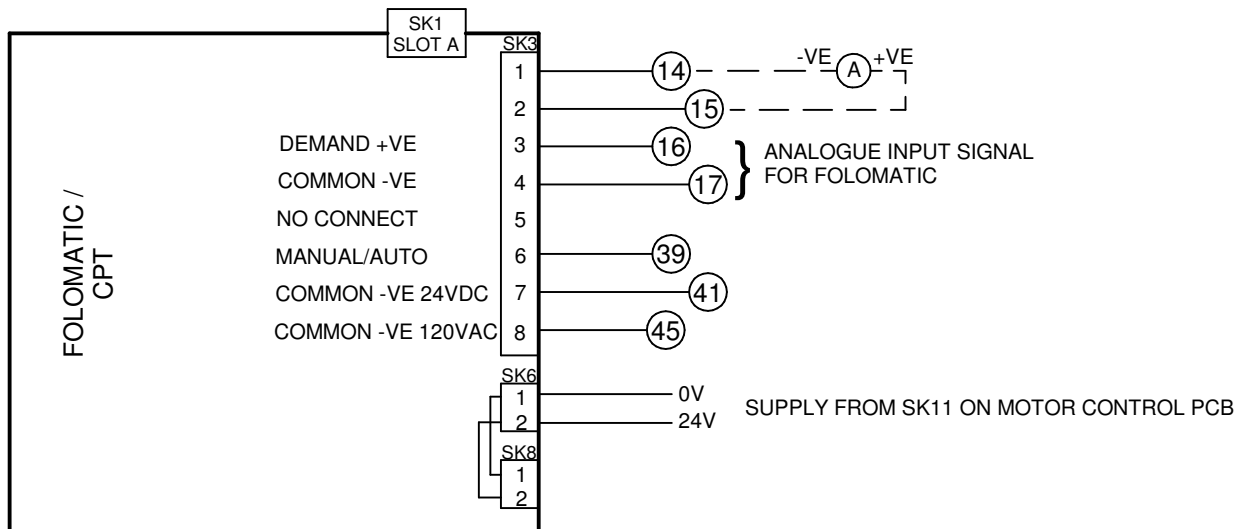 SK1
SLOT A
SK3
1
14
-VE
A
+VE
2
15
DEMAND +VE
3
16
COMMON -VE
4
17
ANALOGUE INPUT SIGNAL
FOR FOLOMATIC
NO CONNECT
5
MANUAL/AUTO
6
39
COMMON -VE 24VDC
7
41
COMMON -VE 120VAC
8
45
FOLOMATIC /
CPT
SK6
1
0V
2
24V
SUPPLY FROM SK11 ON MOTOR CONTROL PCB
SK8
1
2